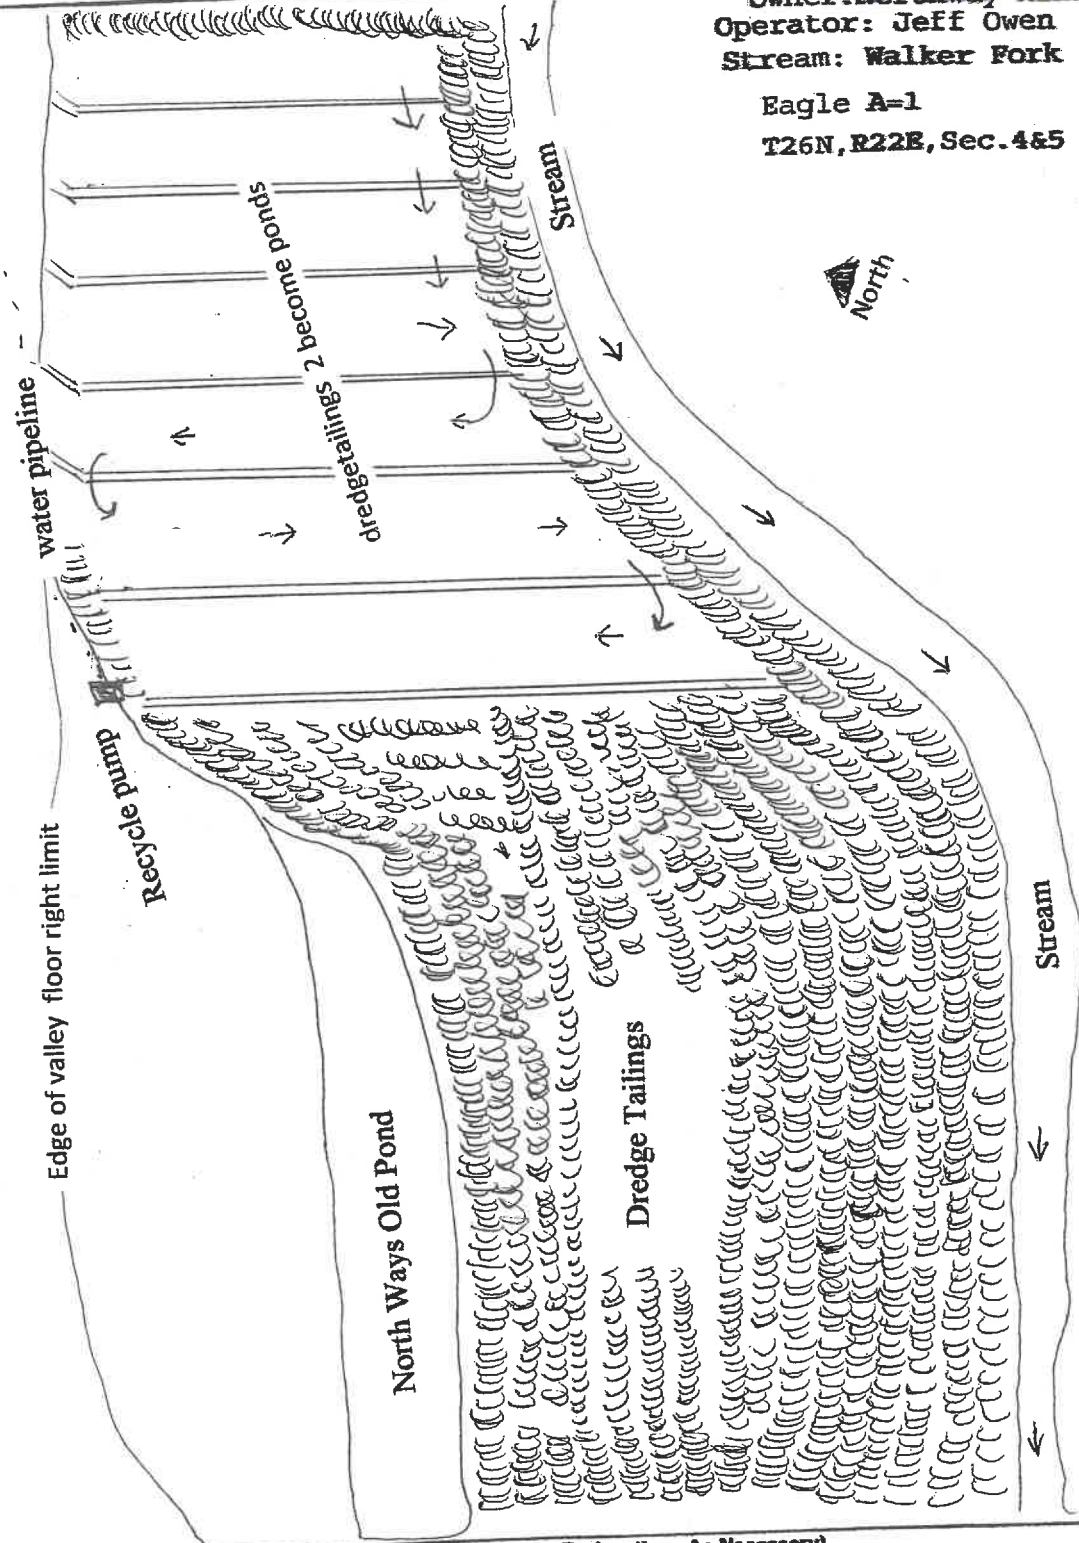 Operator: Jeff Owen
Stream: Walker Fork
Eagle A=1
T26N,R22E,Sec.4&5
Stream
North
dredgetailings 2 become ponds
water pipeline
Recycle pump
Edge of valley floor right limit
North Ways Old Pond
Dredge Tailings
Stream